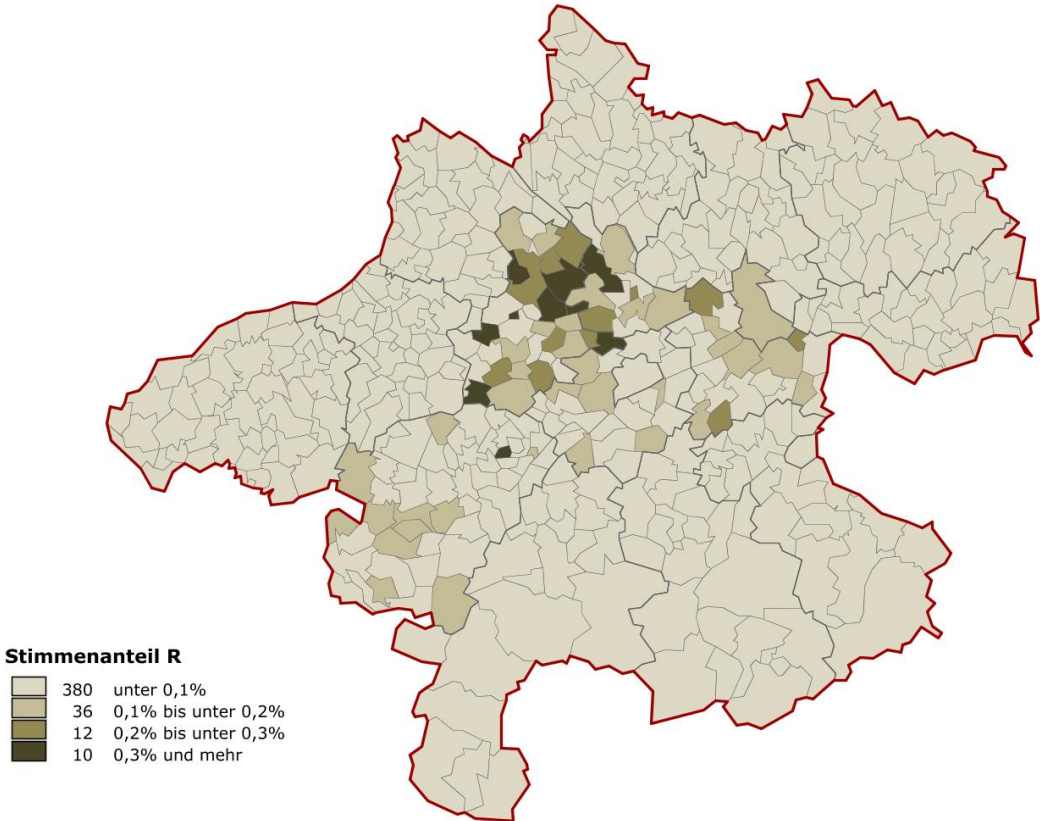 Stimmenanteil R
380 unter 0,1%
36 0,1% bis unter 0,2%
12 0,2% bis unter 0,3%
10 0,3% und mehr